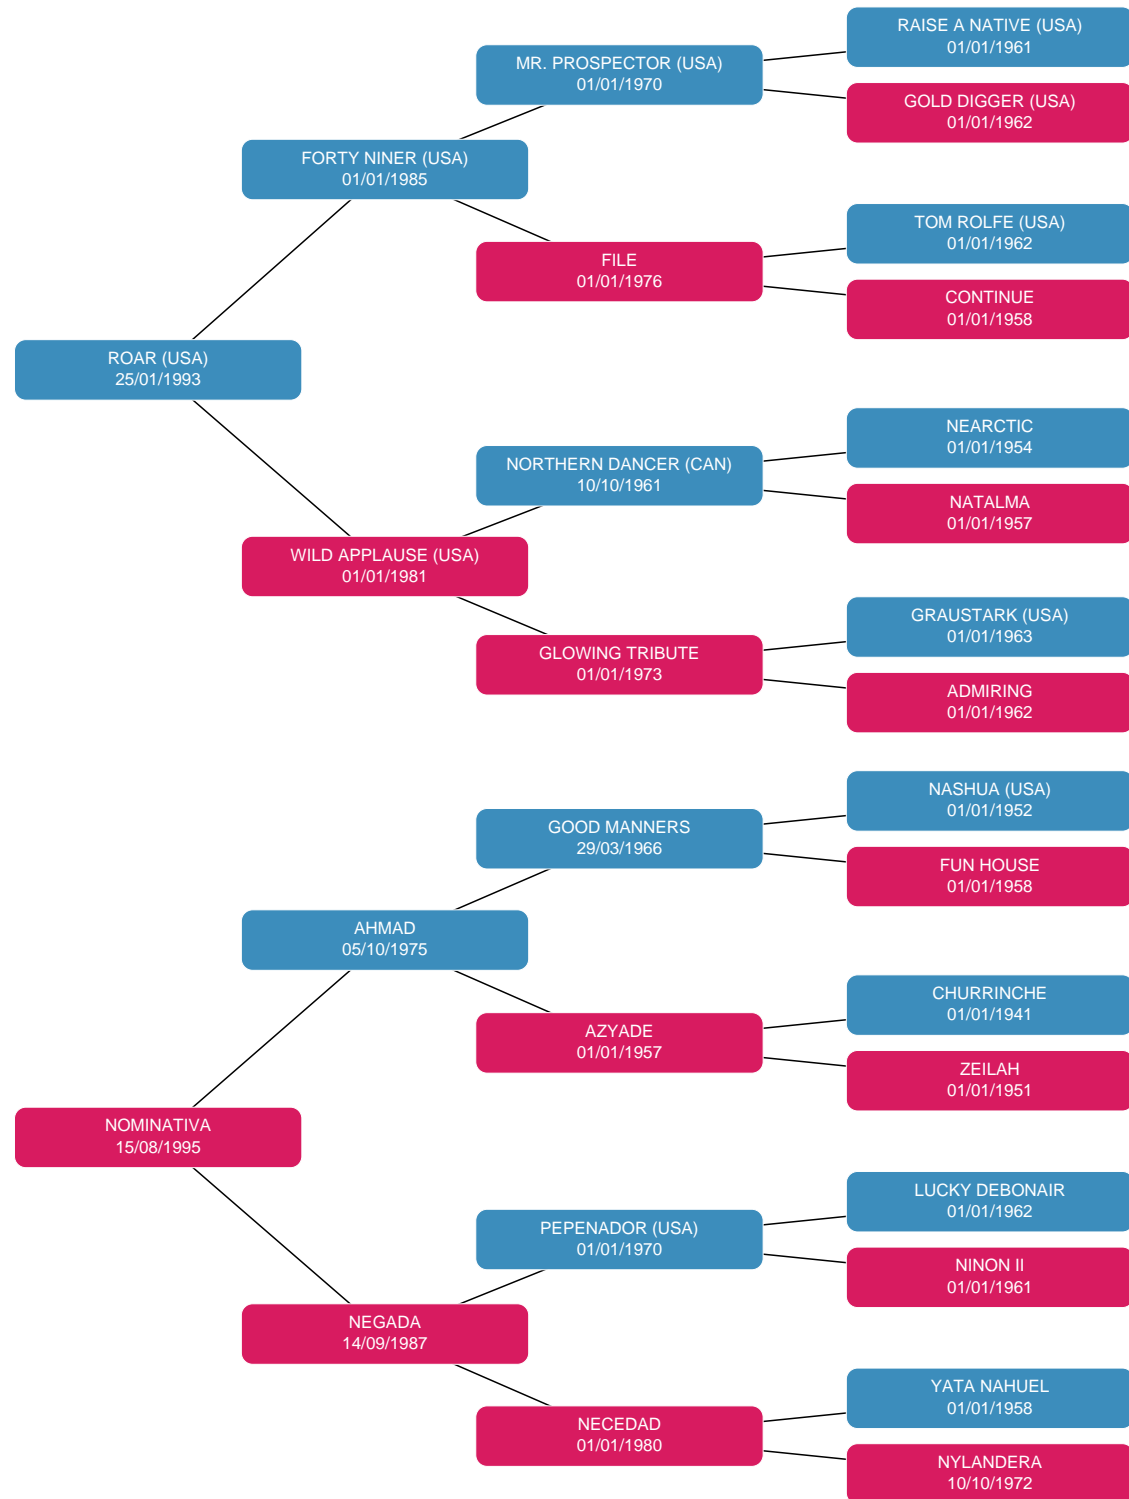 RAISE A NATIVE (USA)
01/01/1961
MR. PROSPECTOR (USA)
01/01/1970
GOLD DIGGER (USA)
01/01/1962
FORTY NINER (USA)
01/01/1985
TOM ROLFE (USA)
01/01/1962
FILE
01/01/1976
CONTINUE
01/01/1958
ROAR (USA)
25/01/1993
NEARCTIC
01/01/1954
NORTHERN DANCER (CAN)
10/10/1961
NATALMA
01/01/1957
WILD APPLAUSE (USA)
01/01/1981
GRAUSTARK (USA)
01/01/1963
GLOWING TRIBUTE
01/01/1973
ADMIRING
01/01/1962
NASHUA (USA)
01/01/1952
GOOD MANNERS
29/03/1966
FUN HOUSE
01/01/1958
AHMAD
05/10/1975
CHURRINCHE
01/01/1941
AZYADE
01/01/1957
ZEILAH
01/01/1951
NOMINATIVA
15/08/1995
LUCKY DEBONAIR
01/01/1962
PEPENADOR (USA)
01/01/1970
NINON II
01/01/1961
NEGADA
14/09/1987
YATA NAHUEL
01/01/1958
NECEDAD
01/01/1980
NYLANDERA
10/10/1972